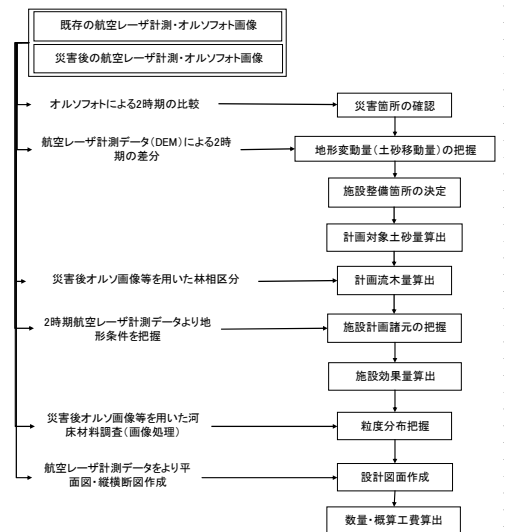 既存の航空レーザ計測・オルソフォト画像
災害後の航空レーザ計測・オルソフォト画像
オルソフォトによる2時期の比較
災害箇所の確認
航空レーザ計測データ(DEM)による2時
期の差分
地形変動量(土砂移動量)の把握
施設整備箇所の決定
計画対象土砂量算出
災害後オルソ画像等を用いた林相区分
計画流木量算出
2時期航空レーザ計測データより地
形条件を把握
施設計画諸元の把握
施設効果量算出
災害後オルソ画像等を用いた河
床材料調査(画像処理)
粒度分布把握
航空レーザ計測データをより平
面図・縦横断図作成
設計図面作成
数量・概算工費算出